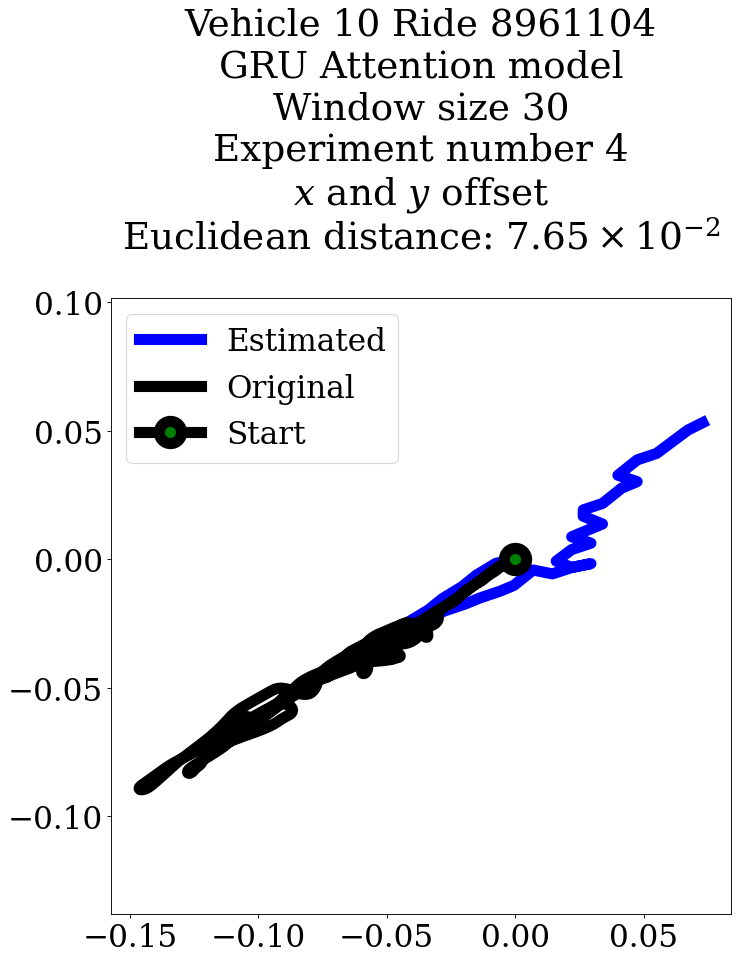 Vehicle 10 Ride 8961104
GRU Attention model
Window size 30
Experiment number 4
x and y offset
Euclidean distance: 7.65 × 10⁻²
Estimated
Original
Start
0.10
0.05
0.00
−0.05
−0.10
−0.15 −0.10 −0.05 0.00 0.05